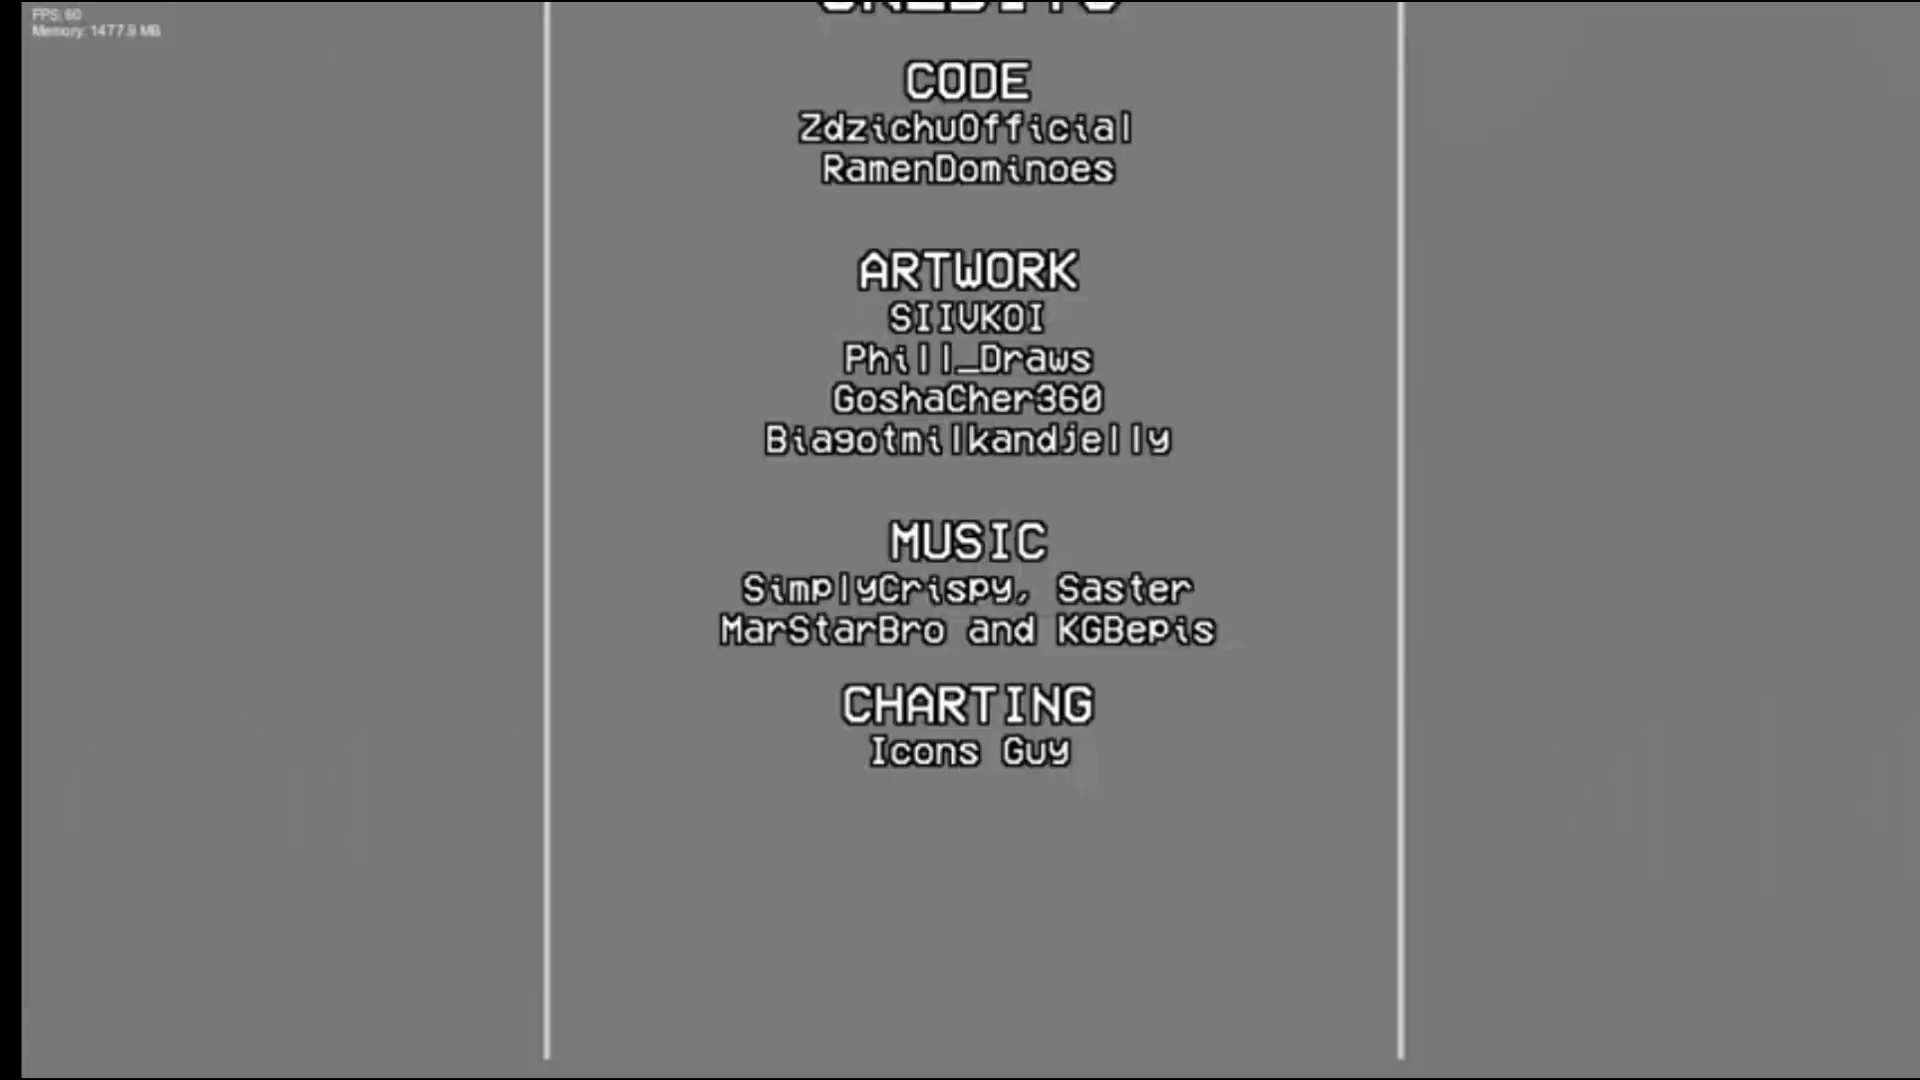 FPS: 60
Memory: 1477.9 MB
CREDITS
CODE
ZdzichuOfficial
RamenDominoes
ARTWORK
SIIVKOI
Phill_Draws
GoshaCher360
Biagotmilkandjelly
MUSIC
SimplyCrispy, Saster
MarStarBro and KGBepis
CHARTING
Icons Guy